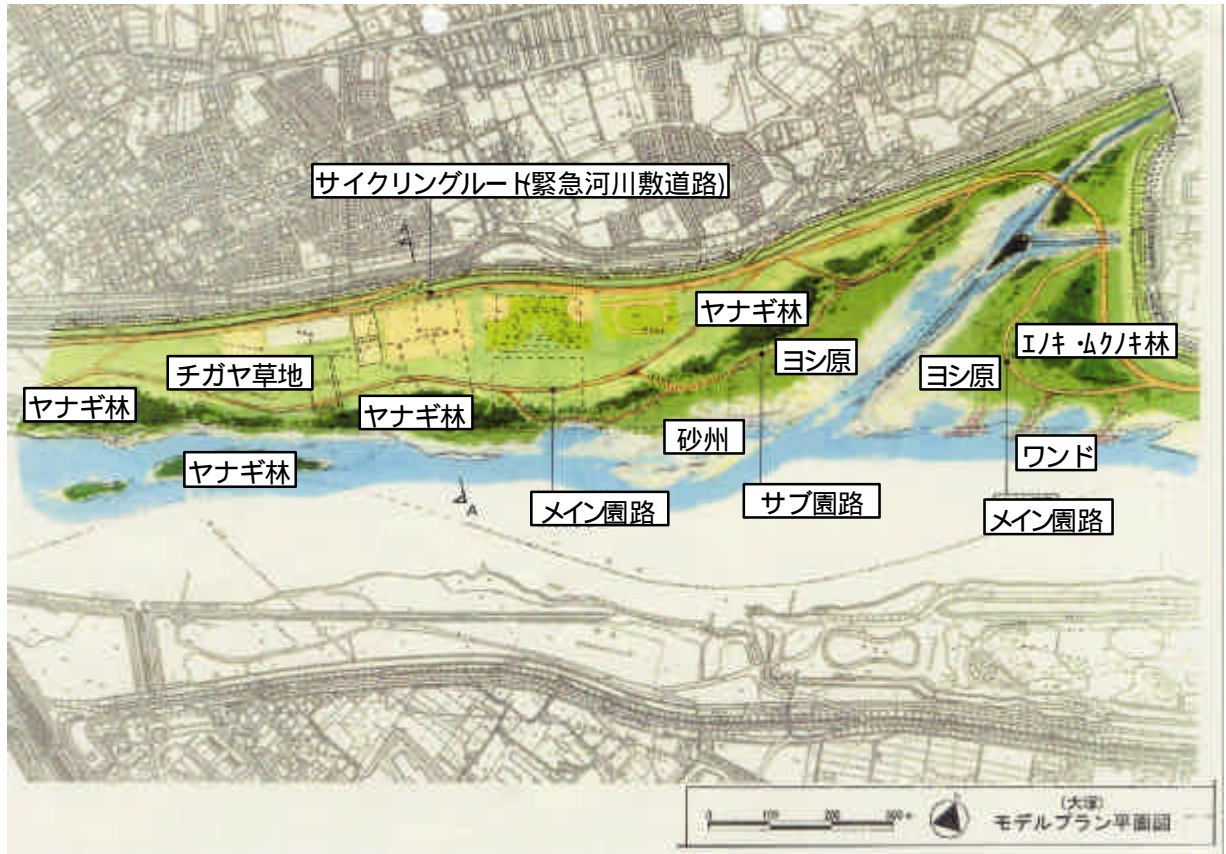 サイクリングルート(緊急河川敷道路)
A
ヤナギ林
エノキ・ムクノキ林
ヨシ原
チガヤ草地
ヨシ原
ヤナギ林
ヤナギ林
砂州
ワンド
ヤナギ林
メイン園路
サブ園路
メイン園路
A
0 100 200 300m
(大塚)
モデルプラン平面図